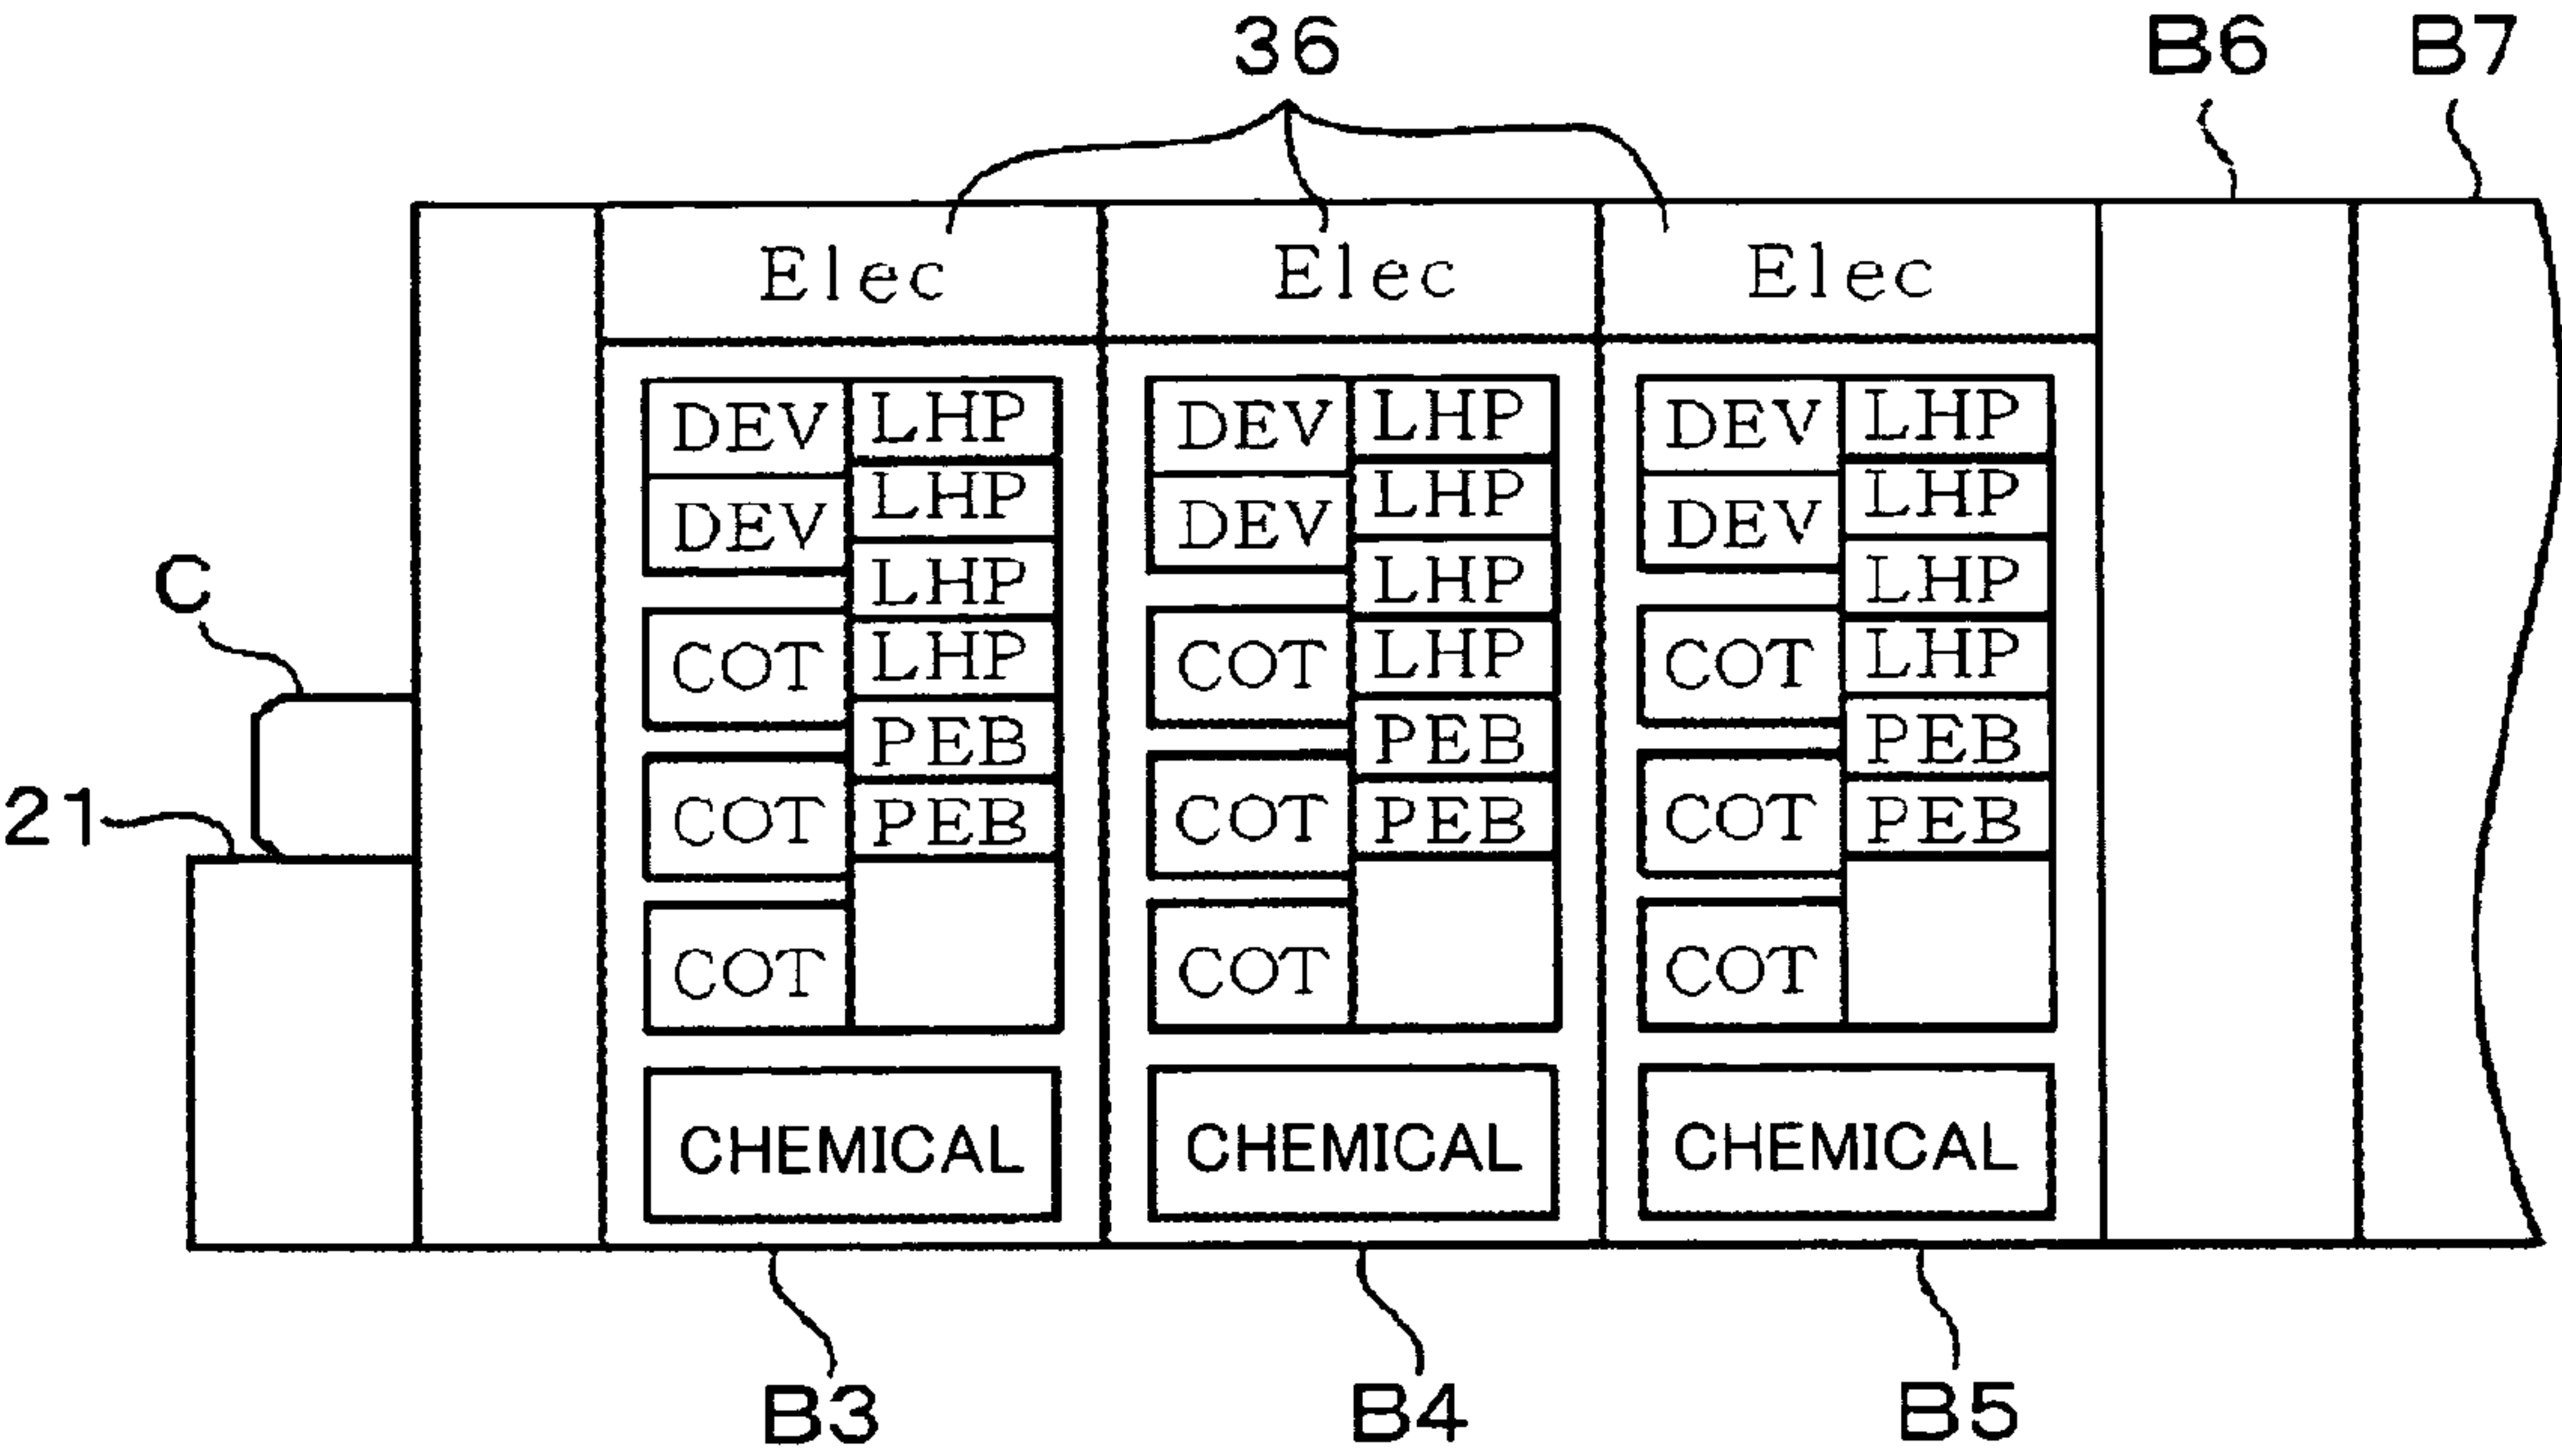 36 B6 B7
Elec Elec Elec
DEV LHP DEV LHP DEV LHP
DEV LHP DEV LHP DEV LHP
LHP LHP LHP
C
COT LHP COT LHP COT LHP
PEB PEB PEB
21
COT PEB COT PEB COT PEB
COT COT COT
CHEMICAL CHEMICAL CHEMICAL
B3 B4 B5